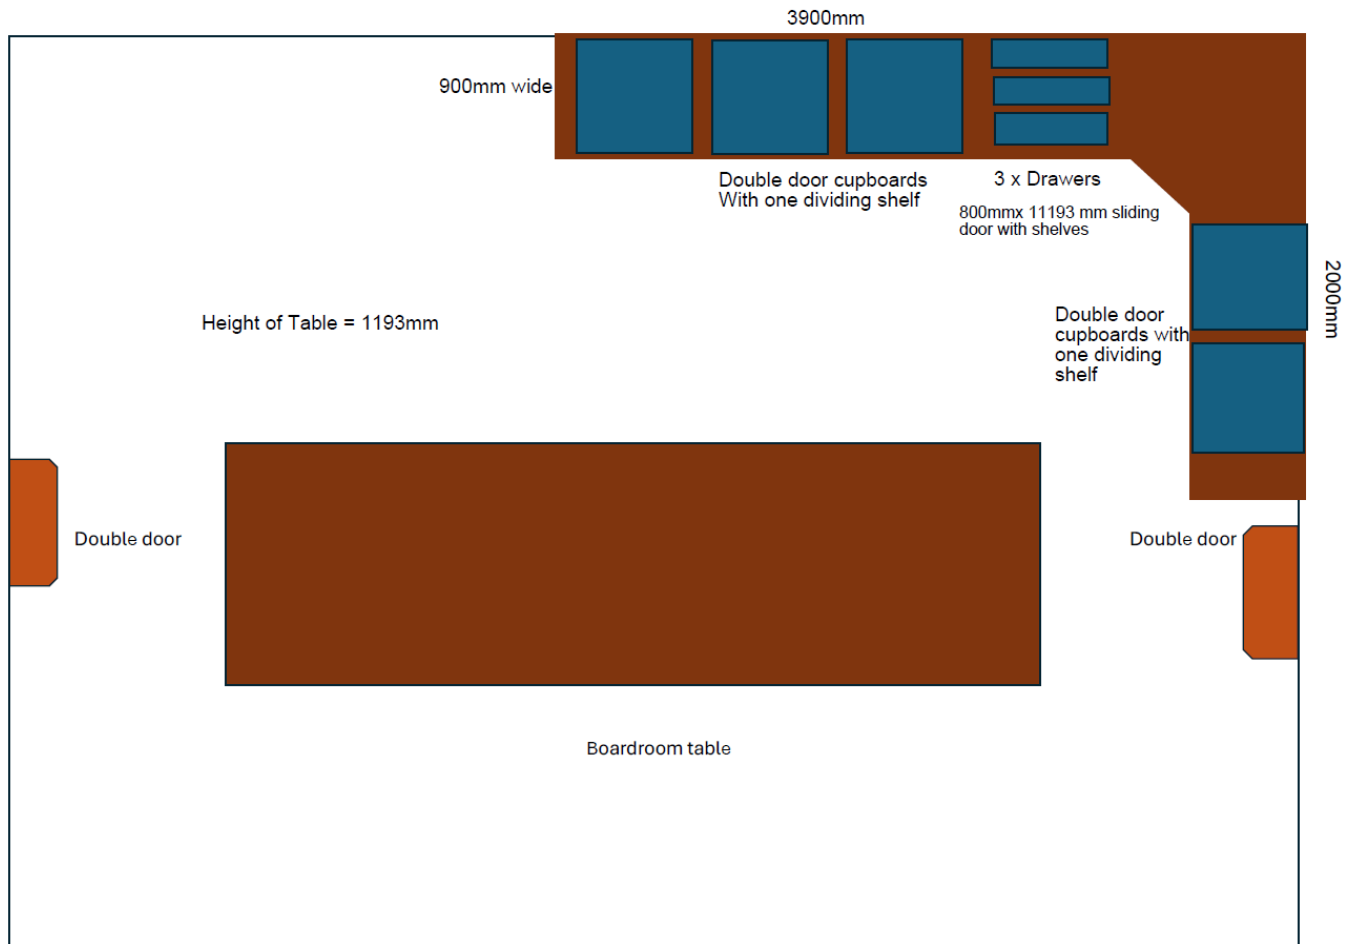 3900mm
900mm wide
Double door cupboards
With one dividing shelf
3 x Drawers
800mmx 11193 mm sliding
door with shelves
2000mm
Double door
cupboards with
one dividing
shelf
Height of Table = 1193mm
Double door
Double door
Boardroom table